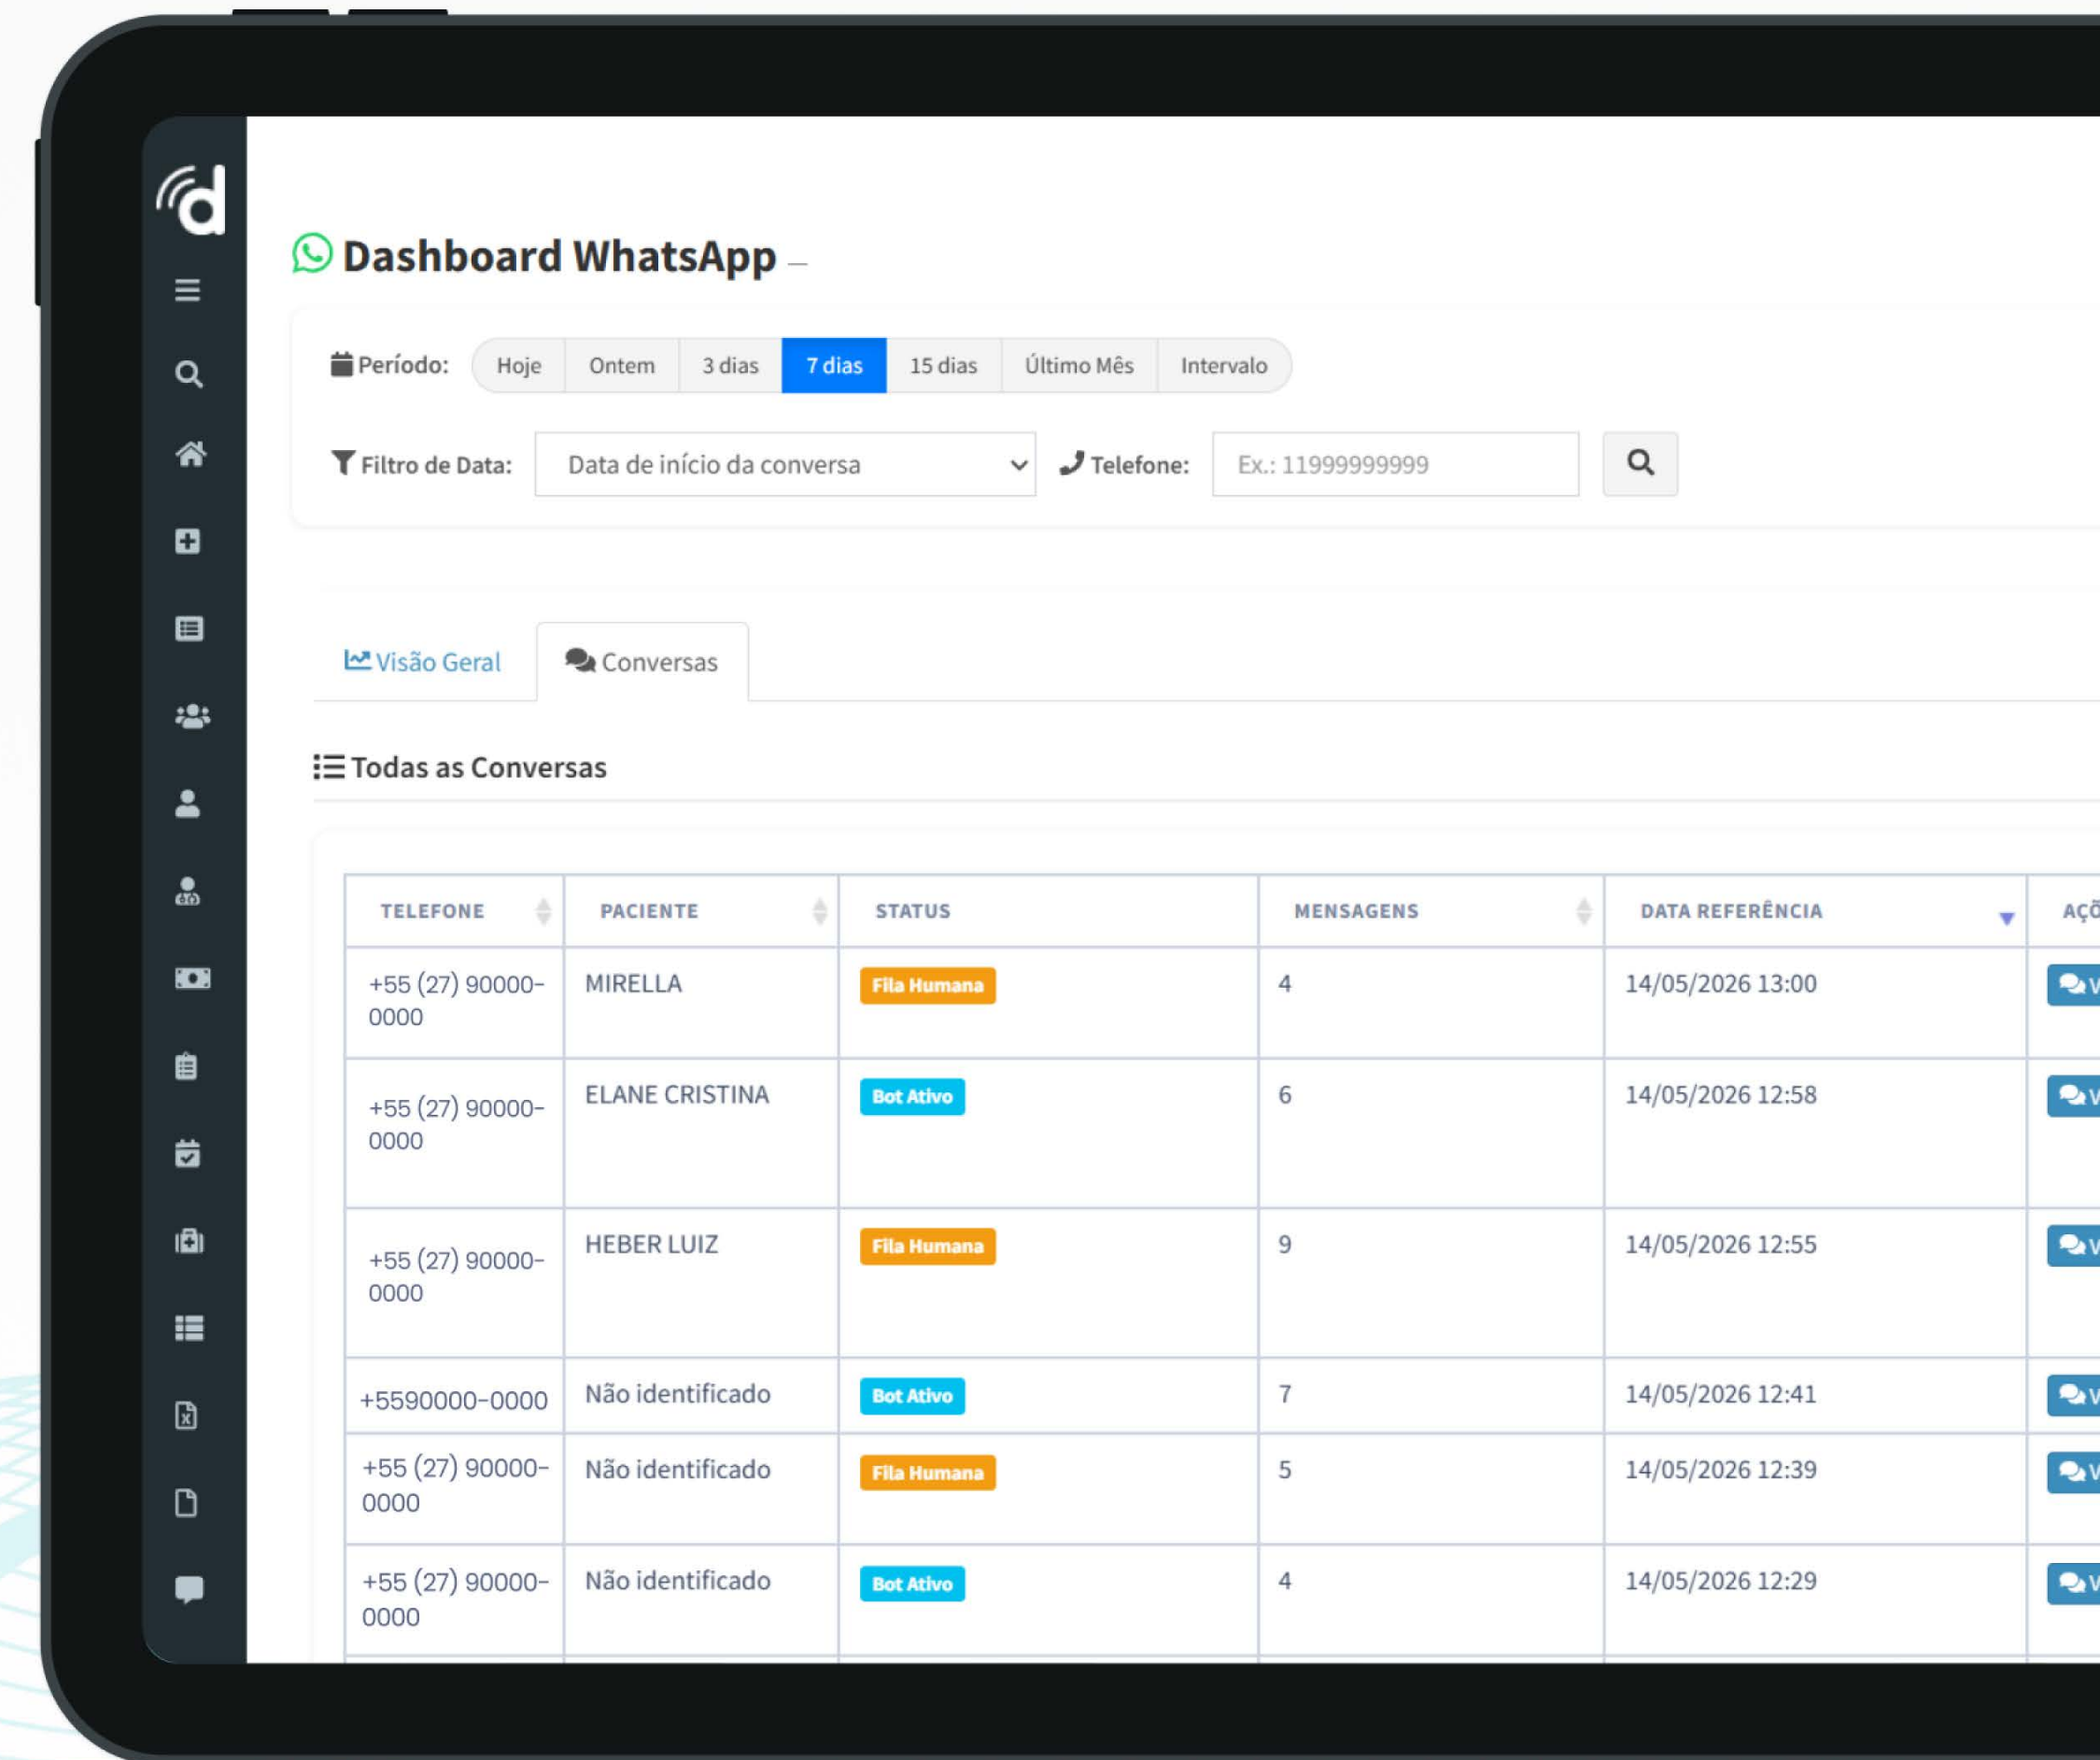 d
Dashboard WhatsApp –
Período: Hoje Ontem 3 dias 7 dias 15 dias Último Mês Intervalo
Filtro de Data: Data de início da conversa Telefone: Ex.: 11999999999
Visão Geral Conversas
Todas as Conversas
TELEFONE PACIENTE STATUS MENSAGENS DATA REFERÊNCIA AÇÕ
+55 (27) 90000- MIRELLA Fila Humana 4 14/05/2026 13:00 V
0000
+55 (27) 90000- ELANE CRISTINA Bot Ativo 6 14/05/2026 12:58 V
0000
+55 (27) 90000- HEBER LUIZ Fila Humana 9 14/05/2026 12:55 V
0000
+5590000-0000 Não identificado Bot Ativo 7 14/05/2026 12:41 V
+55 (27) 90000- Não identificado Fila Humana 5 14/05/2026 12:39 V
0000
+55 (27) 90000- Não identificado Bot Ativo 4 14/05/2026 12:29 V
0000